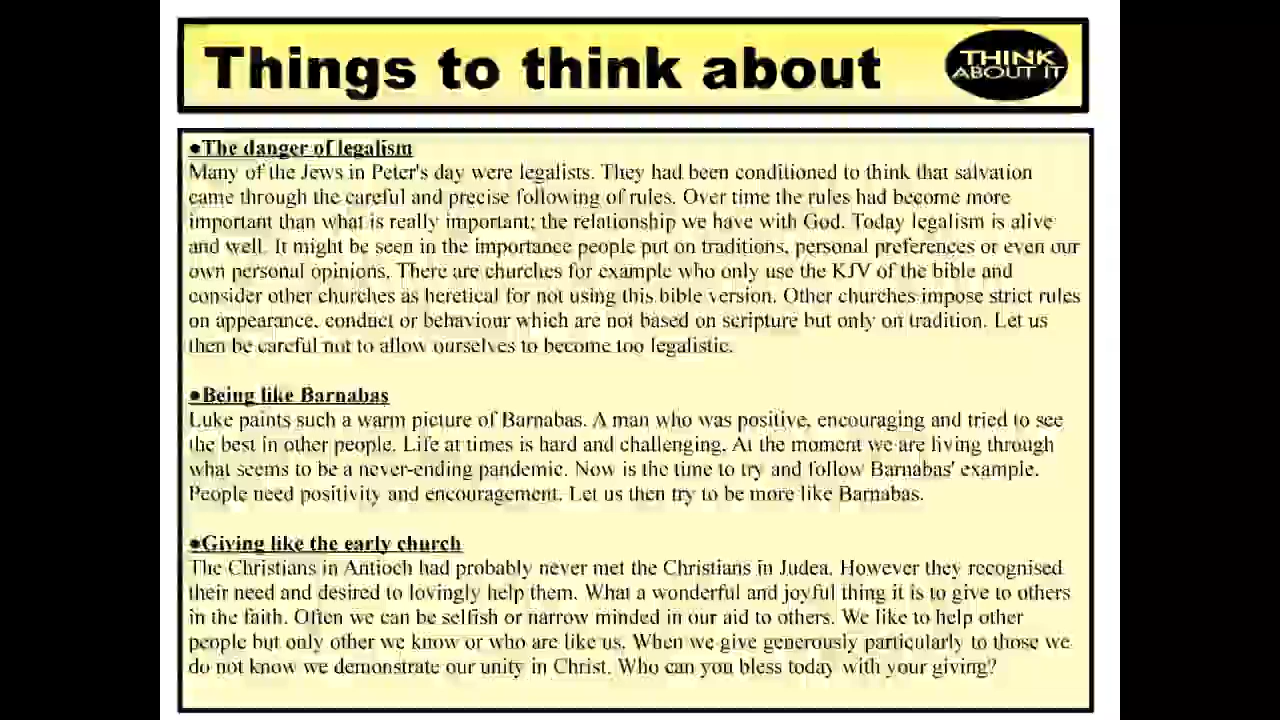 Things to think about
THINK
ABOUT IT
●The danger of legalism
Many of the Jews in Peter's day were legalists. They had been conditioned to think that salvation
came through the careful and precise following of rules. Over time the rules had become more
important than what is really important; the relationship we have with God. Today legalism is alive
and well. It might be seen in the importance people put on traditions, personal preferences or even our
own personal opinions. There are churches for example who only use the KJV of the bible and
consider other churches as heretical for not using this bible version. Other churches impose strict rules
on appearance, conduct or behaviour which are not based on scripture but only on tradition. Let us
then be careful not to allow ourselves to become too legalistic.
●Being like Barnabas
Luke paints such a warm picture of Barnabas. A man who was positive, encouraging and tried to see
the best in other people. Life at times is hard and challenging. At the moment we are living through
what seems to be a never-ending pandemic. Now is the time to try and follow Barnabas' example.
People need positivity and encouragement. Let us then try to be more like Barnabas.
●Giving like the early church
The Christians in Antioch had probably never met the Christians in Judea. However they recognised
their need and desired to lovingly help them. What a wonderful and joyful thing it is to give to others
in the faith. Often we can be selfish or narrow minded in our aid to others. We like to help other
people but only other we know or who are like us. When we give generously particularly to those we
do not know we demonstrate our unity in Christ. Who can you bless today with your giving?